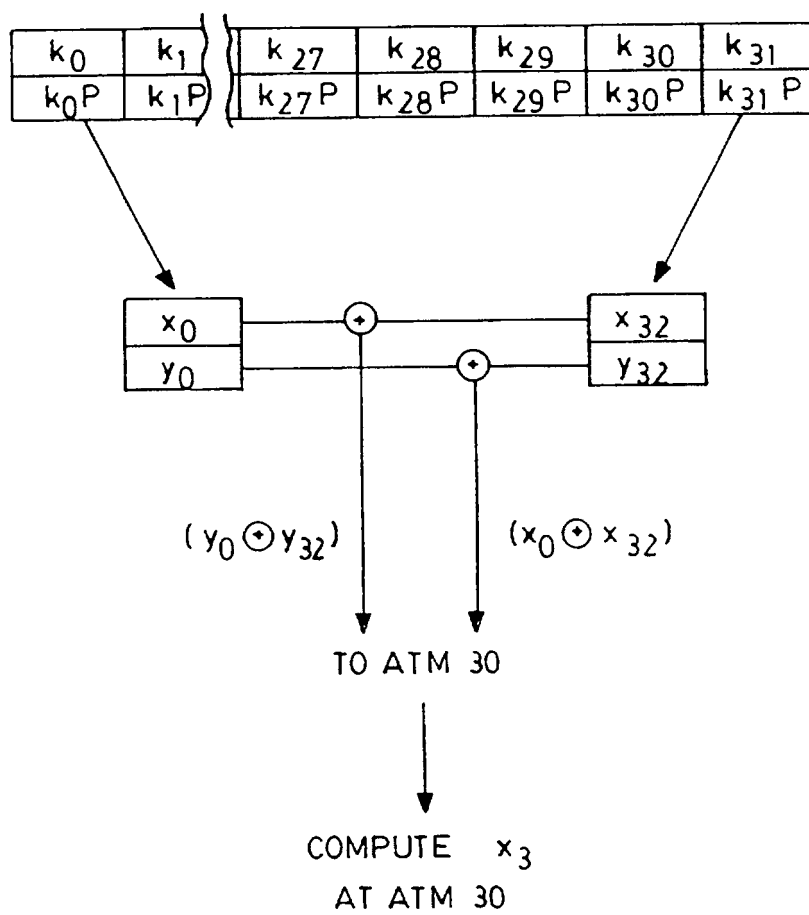 k₀ k₁ k₂₇ k₂₈ k₂₉ k₃₀ k₃₁
k₀P k₁P k₂₇P k₂₈P k₂₉P k₃₀P k₃₁P
x₀ x₃₂
y₀ y₃₂
(y₀ ⊕ y₃₂) (x₀ ⊕ x₃₂)
TO ATM 30
COMPUTE x₃
AT ATM 30